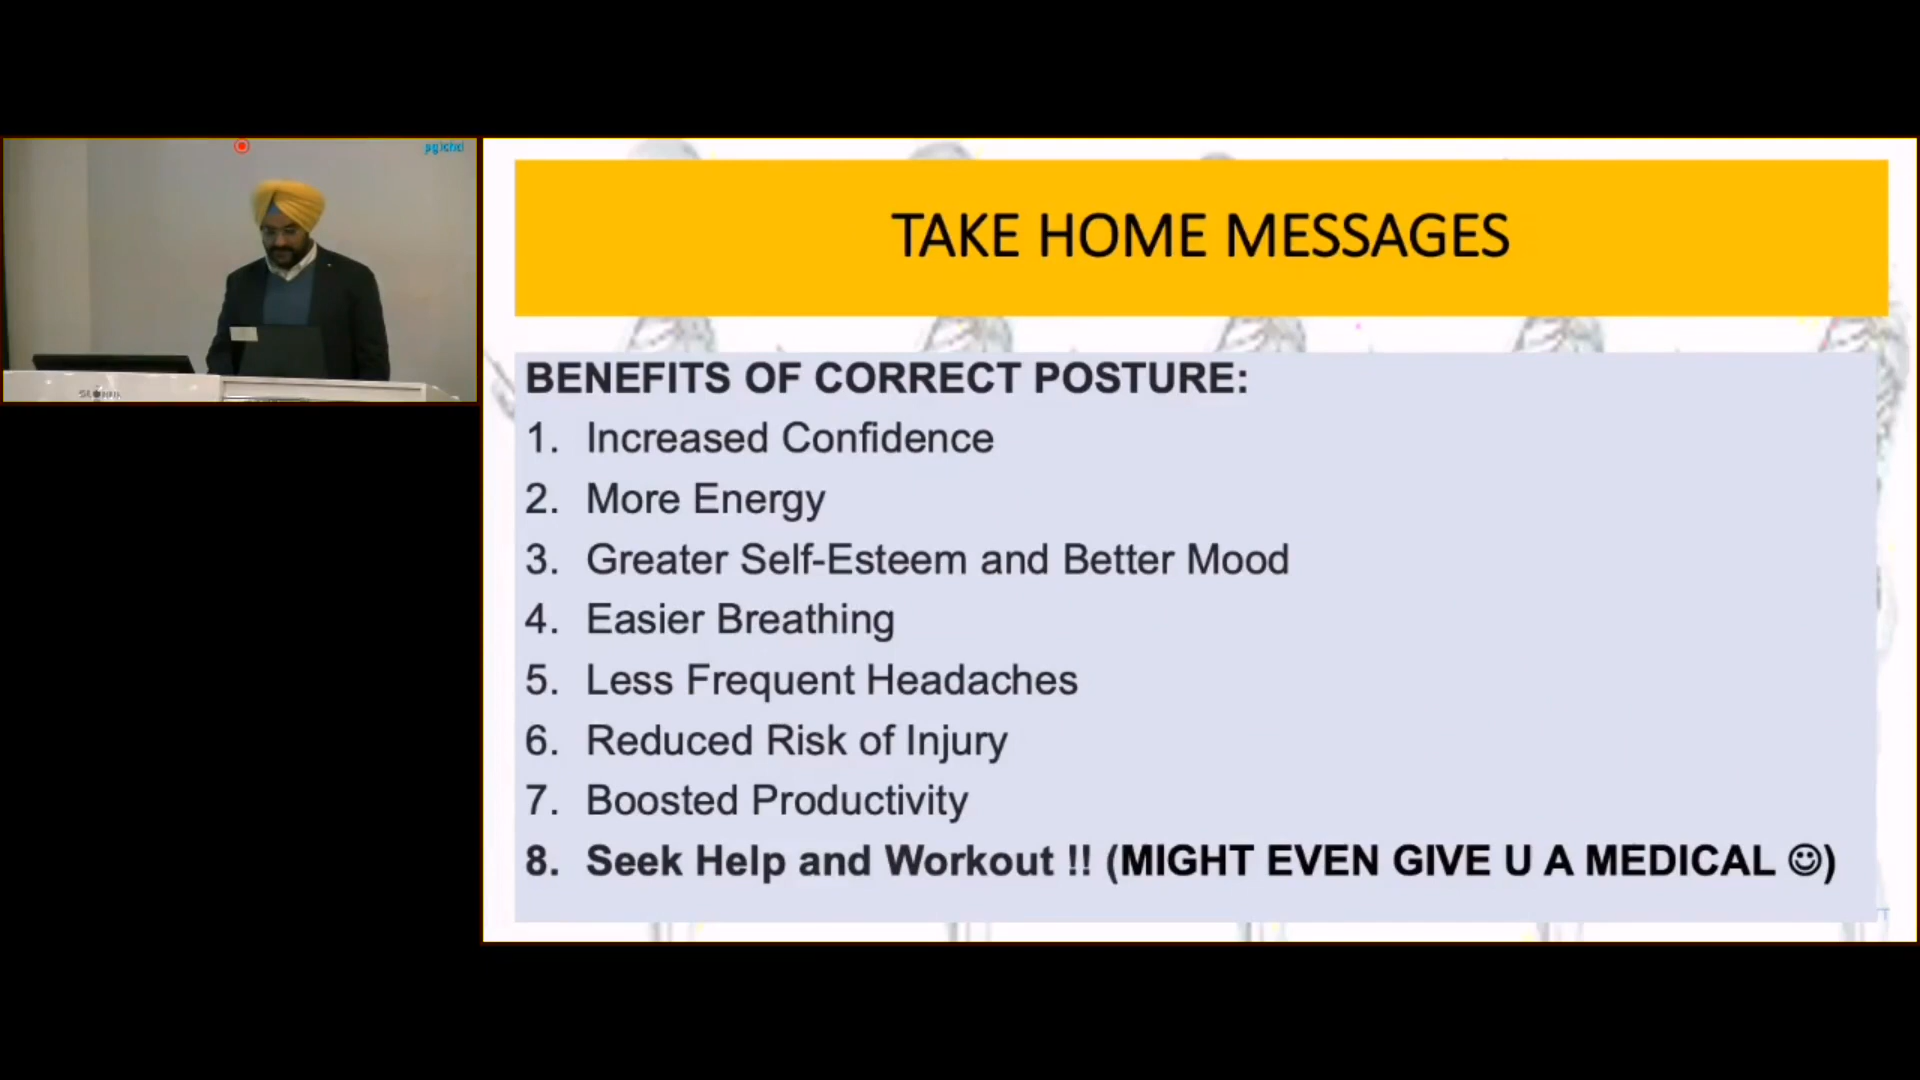 pgichd
TAKE HOME MESSAGES
BENEFITS OF CORRECT POSTURE:
1. Increased Confidence
2. More Energy
3. Greater Self-Esteem and Better Mood
4. Easier Breathing
5. Less Frequent Headaches
6. Reduced Risk of Injury
7. Boosted Productivity
8. Seek Help and Workout !! (MIGHT EVEN GIVE U A MEDICAL ☺)